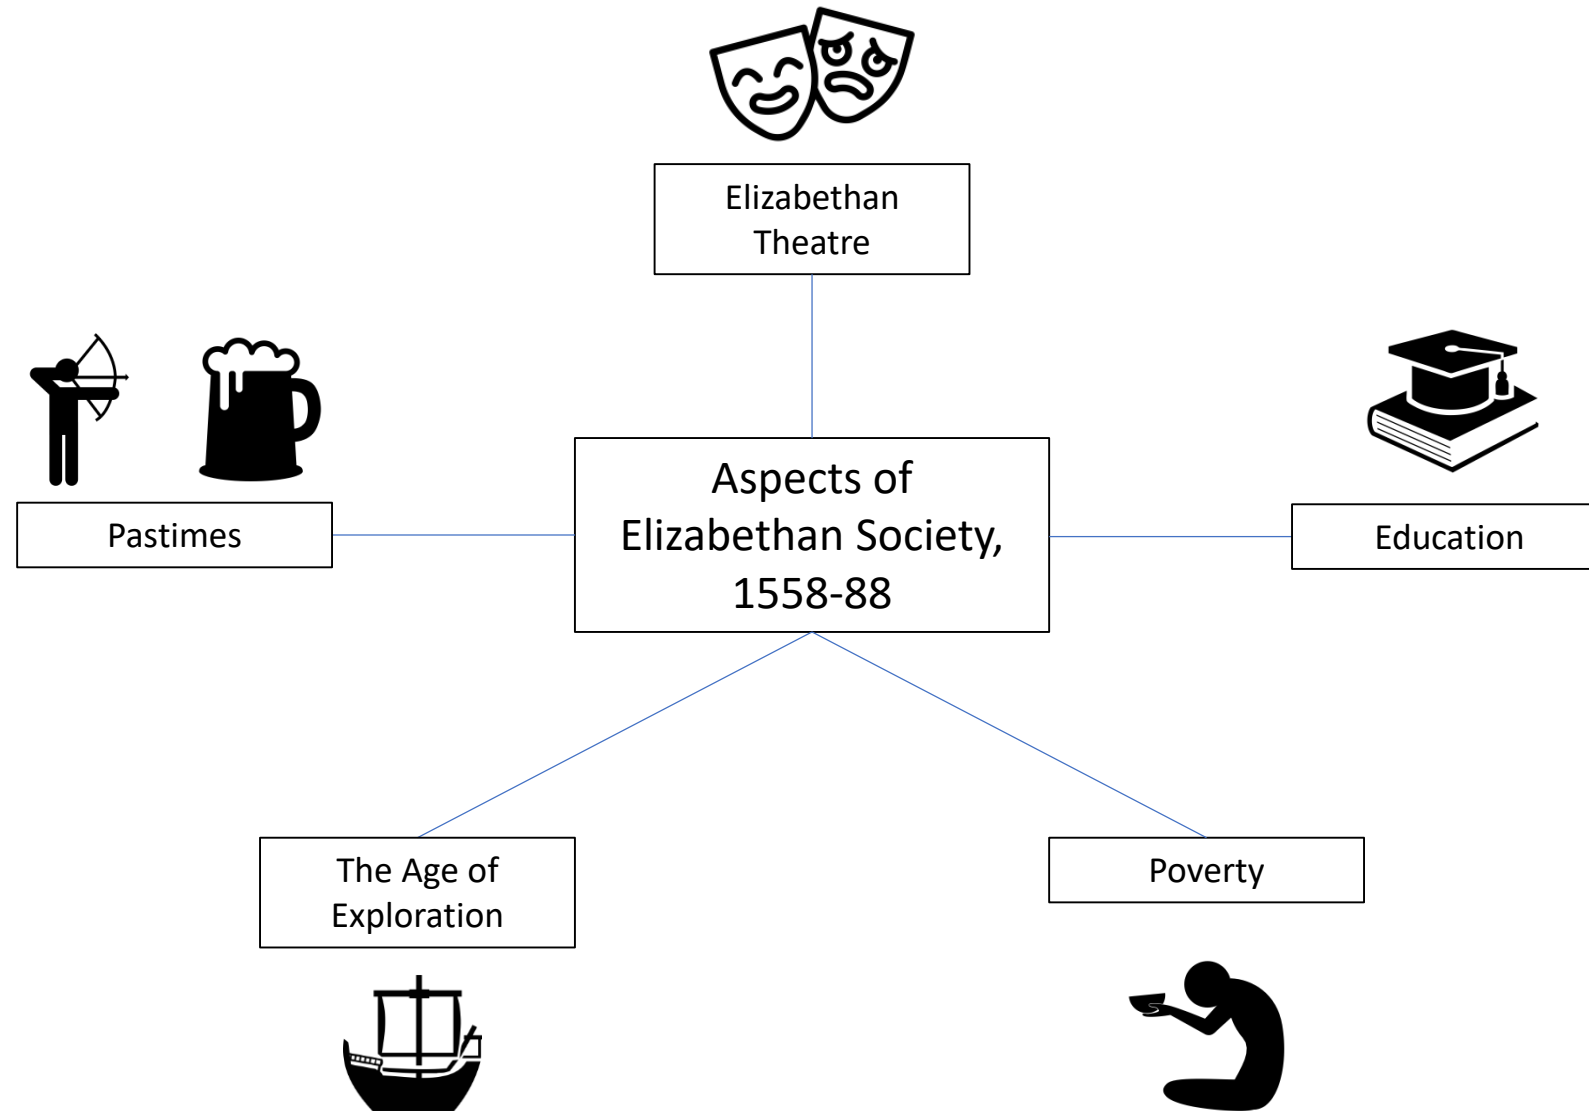 Elizabethan
Theatre
Pastimes
Aspects of
Elizabethan Society,
1558-88
Education
The Age of
Exploration
Poverty